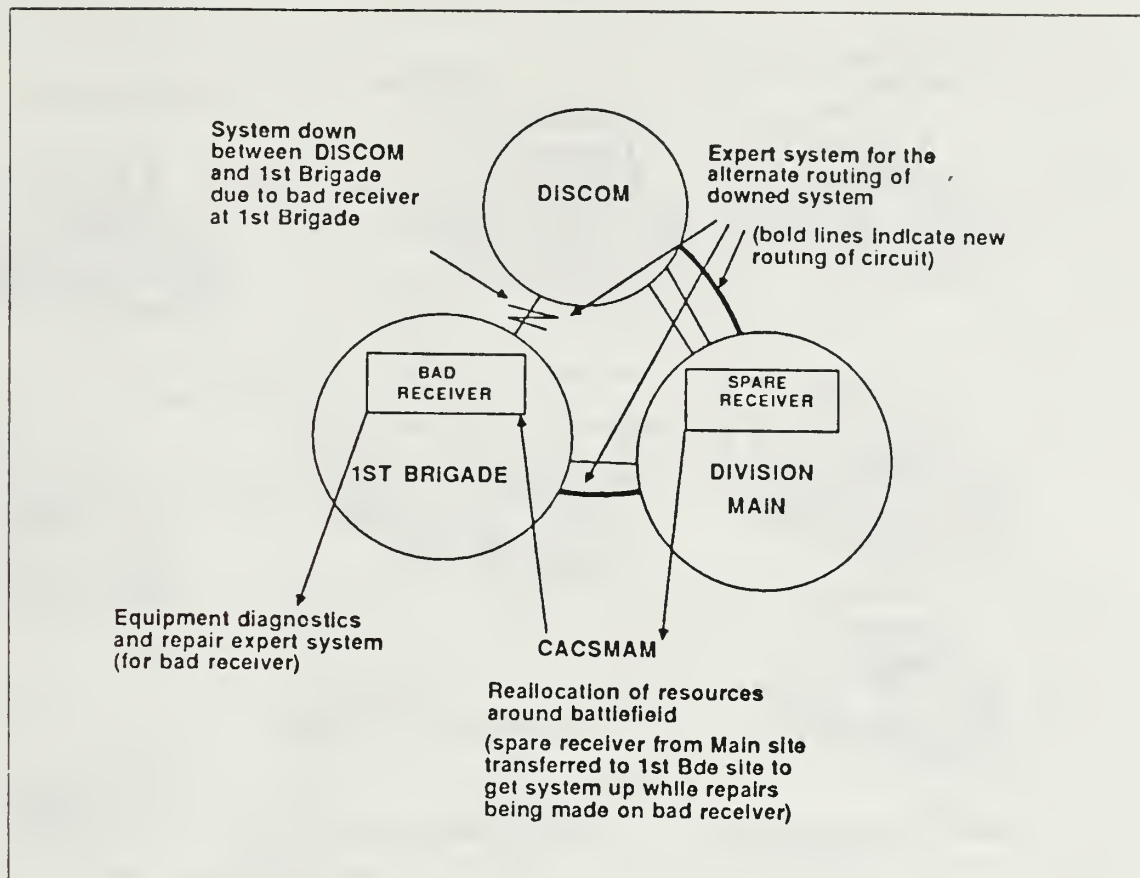 System down
between DISCOM
and 1st Brigade
due to bad receiver
at 1st Brigade
DISCOM
Expert system for the
alternate routing of
downed system
(bold lines indicate new
routing of circuit)
BAD
RECEIVER
SPARE
RECEIVER
1ST BRIGADE
DIVISION
MAIN
Equipment diagnostics
and repair expert system
(for bad receiver)
CACSMAM
Reallocation of resources
around battlefield
(spare receiver from Main site
transferred to 1st Bde site to
get system up while repairs
being made on bad receiver)